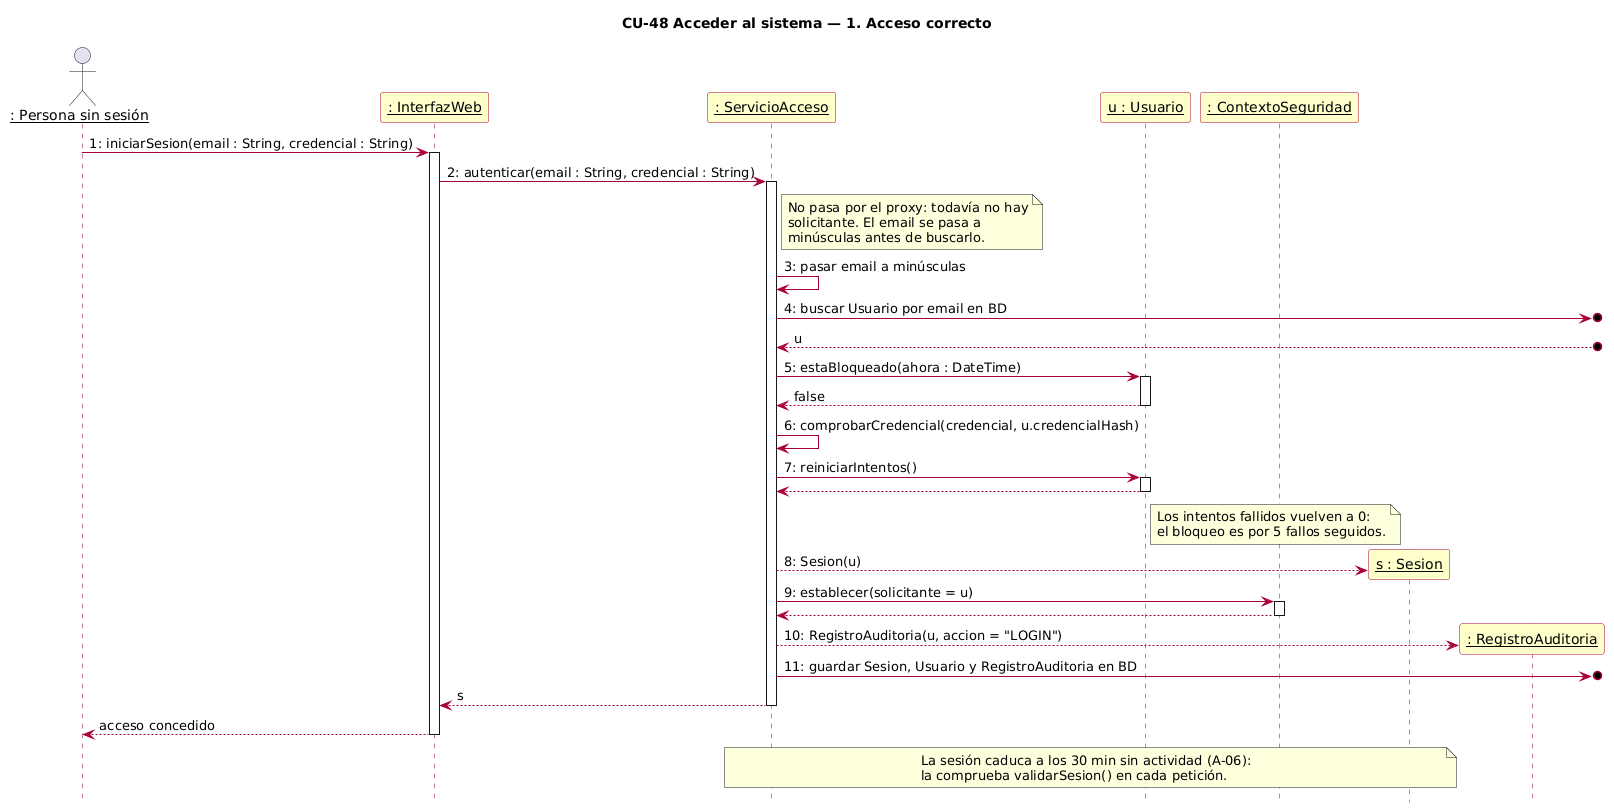 CU-48 Acceder al sistema — 1. Acceso correcto
: Persona sin sesión
: InterfazWeb
: ServicioAcceso
u : Usuario
: ContextoSeguridad
1: iniciarSesion(email : String, credencial : String)
2: autenticar(email : String, credencial : String)
No pasa por el proxy: todavía no hay
solicitante. El email se pasa a
minúsculas antes de buscarlo.
3: pasar email a minúsculas
4: buscar Usuario por email en BD
u
5: estaBloqueado(ahora : DateTime)
false
6: comprobarCredencial(credencial, u.credencialHash)
7: reiniciarIntentos()
Los intentos fallidos vuelven a 0:
el bloqueo es por 5 fallos seguidos.
8: Sesion(u)
s : Sesion
9: establecer(solicitante = u)
10: RegistroAuditoria(u, accion = "LOGIN")
: RegistroAuditoria
11: guardar Sesion, Usuario y RegistroAuditoria en BD
s
acceso concedido
La sesión caduca a los 30 min sin actividad (A-06):
la comprueba validarSesion() en cada petición.